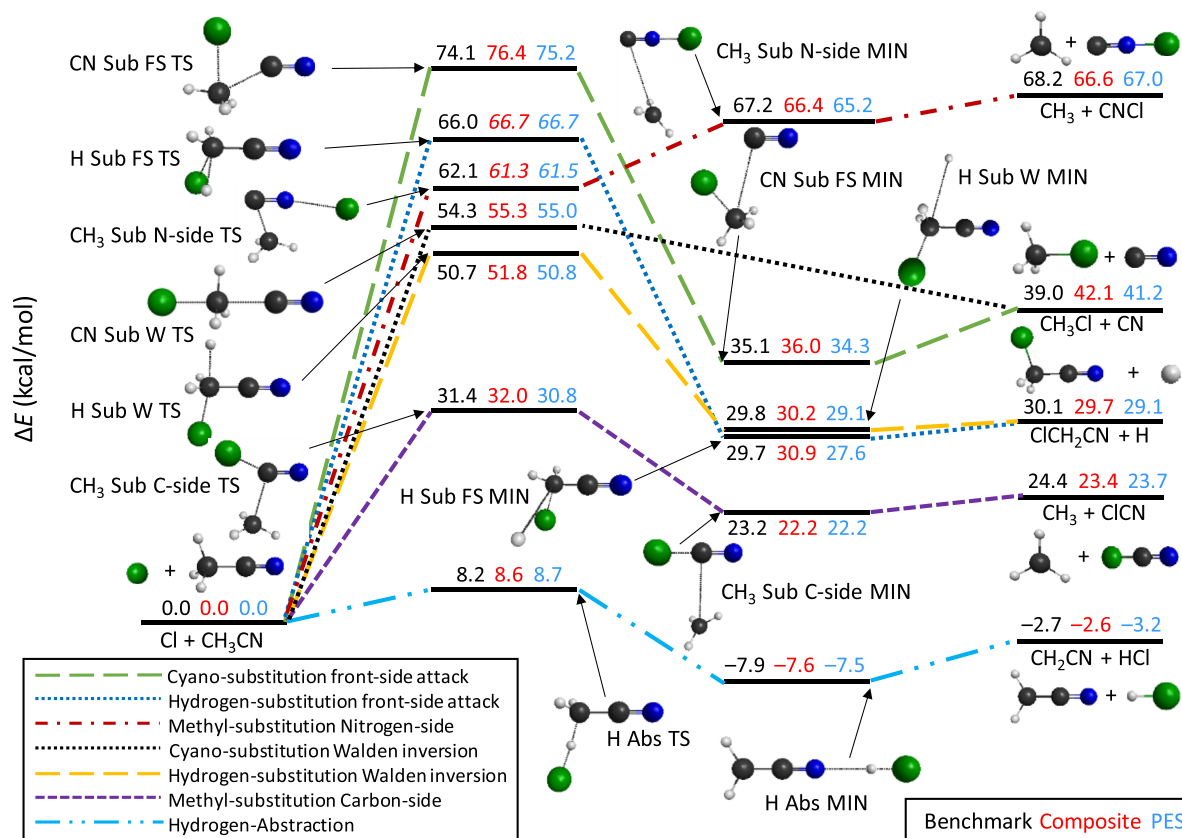 CN Sub FS TS
74.1 76.4 75.2
CH₃ Sub N-side MIN
68.2 66.6 67.0
CH₃ + CNCl
67.2 66.4 65.2
H Sub FS TS
66.0 66.7 66.7
62.1 61.3 61.5
CH₃ Sub N-side TS
54.3 55.3 55.0
50.7 51.8 50.8
CN Sub FS MIN
H Sub W MIN
CN Sub W TS
39.0 42.1 41.2
CH₃Cl + CN
35.1 36.0 34.3
H Sub W TS
31.4 32.0 30.8
29.8 30.2 29.1
29.7 30.9 27.6
30.1 29.7 29.1
ClCH₂CN + H
CH₃ Sub C-side TS
H Sub FS MIN
24.4 23.4 23.7
CH₃ + ClCN
23.2 22.2 22.2
CH₃ Sub C-side MIN
8.2 8.6 8.7
0.0 0.0 0.0
Cl + CH₃CN
−2.7 −2.6 −3.2
CH₂CN + HCl
−7.9 −7.6 −7.5
H Abs TS
H Abs MIN
ΔE (kcal/mol)
+
+
+
+
+
+
Cyano-substitution front-side attack
Hydrogen-substitution front-side attack
Methyl-substitution Nitrogen-side
Cyano-substitution Walden inversion
Hydrogen-substitution Walden inversion
Methyl-substitution Carbon-side
Hydrogen-Abstraction
Benchmark Composite PES